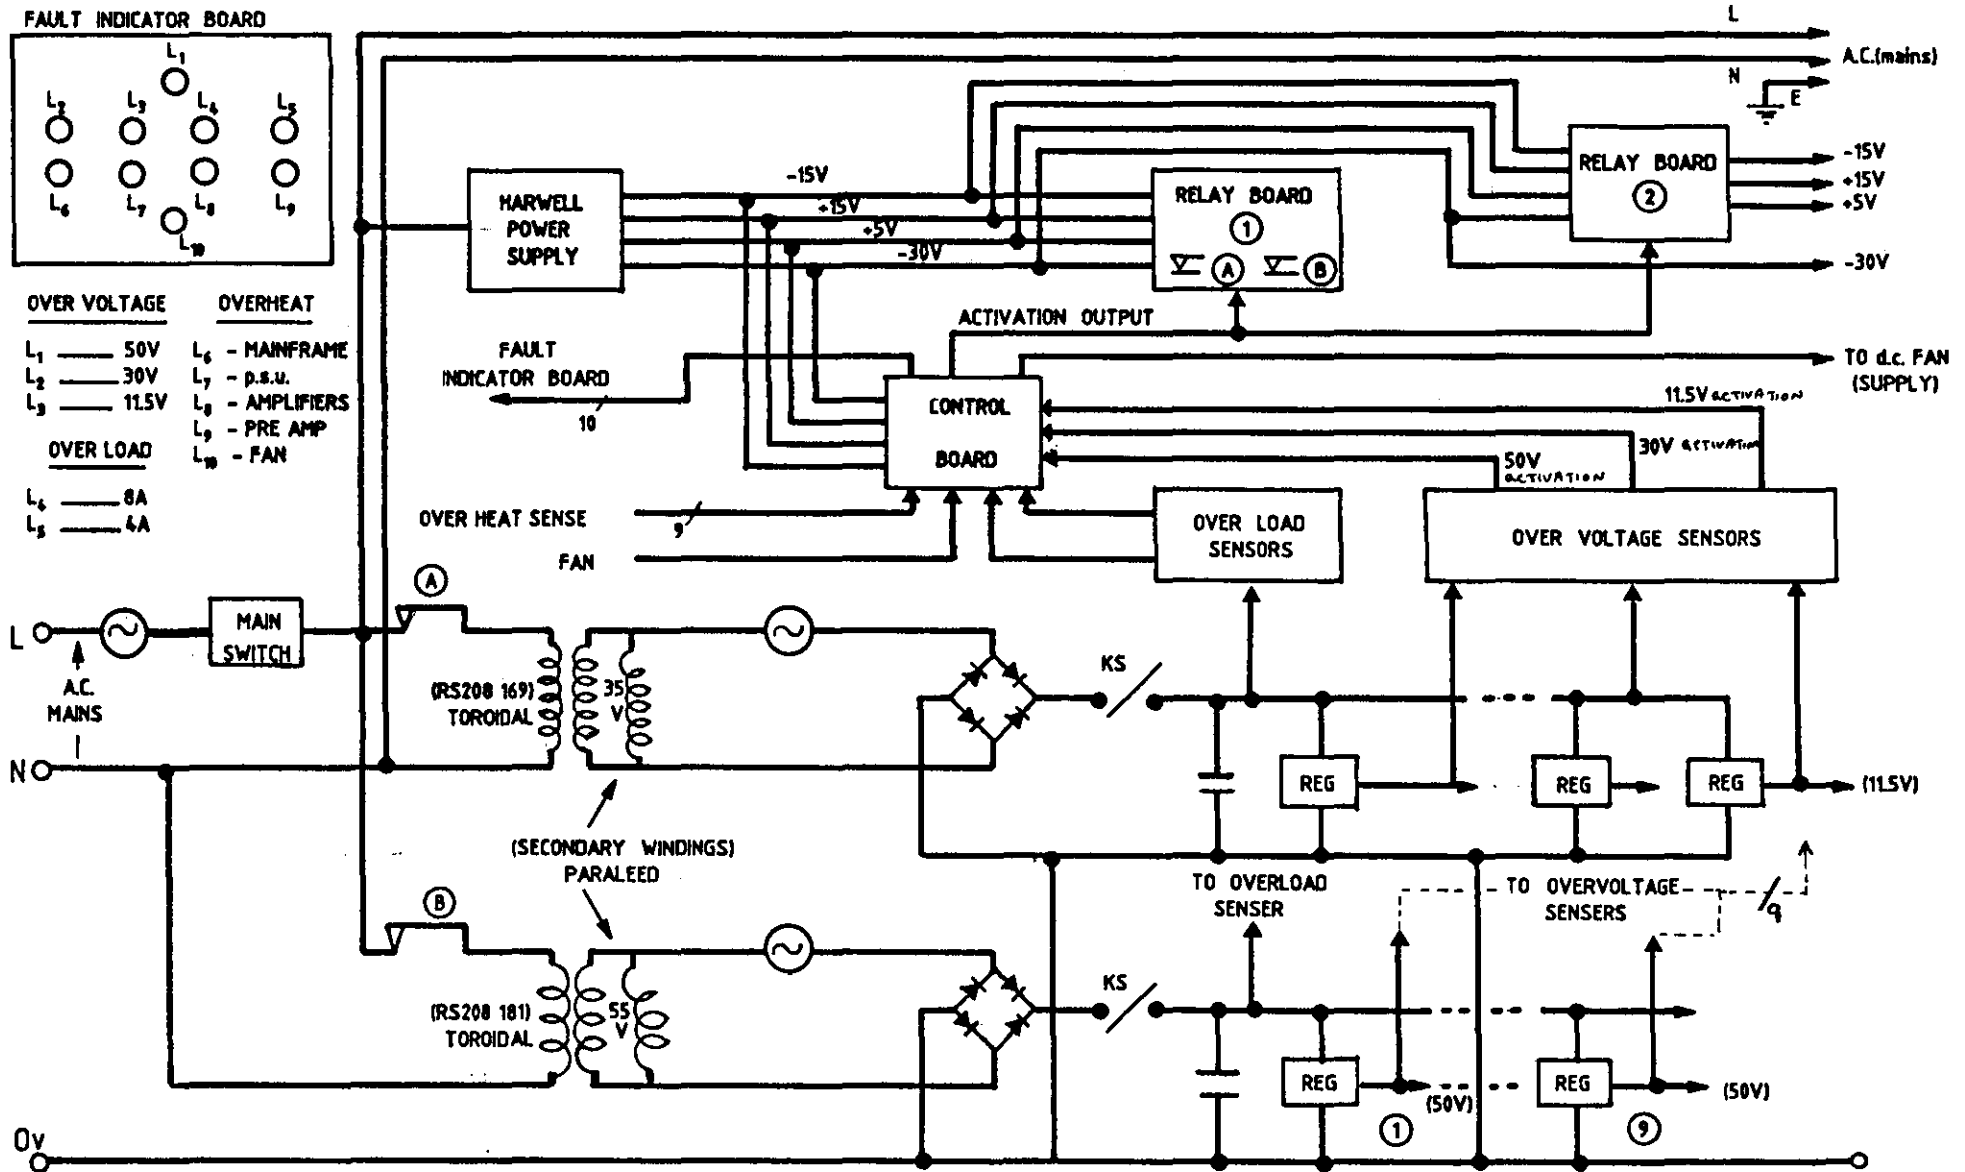 FAULT INDICATOR BOARD
L1
L2 L3 L4 L5
L6 L7 L8 L9
L10
L
A.C.(mains)
N
E
HARWELL
POWER
SUPPLY
-15V
+15V
+5V
-30V
RELAY BOARD
1
A B
RELAY BOARD
2
-15V
+15V
+5V
-30V
OVER VOLTAGE
L1 50V
L2 30V
L3 11.5V
OVER LOAD
L4 8A
L5 4A
OVERHEAT
L6 - MAINFRAME
L7 - p.s.u.
L8 - AMPLIFIERS
L9 - PRE AMP
L10 - FAN
ACTIVATION OUTPUT
FAULT
INDICATOR BOARD
10
CONTROL
BOARD
TO d.c. FAN
(SUPPLY)
11.5V ACTIVATION
30V ACTIVATION
50V
ACTIVATION
OVER HEAT SENSE
9
FAN
OVER LOAD
SENSORS
OVER VOLTAGE SENSORS
L
A.C.
MAINS
N
MAIN
SWITCH
A
(RS208 169)
TOROIDAL
35
V
KS
REG
REG
REG
(11.5V)
(SECONDARY WINDINGS)
PARALEED
TO OVERLOAD
SENSER
TO OVERVOLTAGE
SENSERS
9
B
(RS208 181)
TOROIDAL
55
V
KS
REG
(50V)
1
REG
(50V)
9
0v